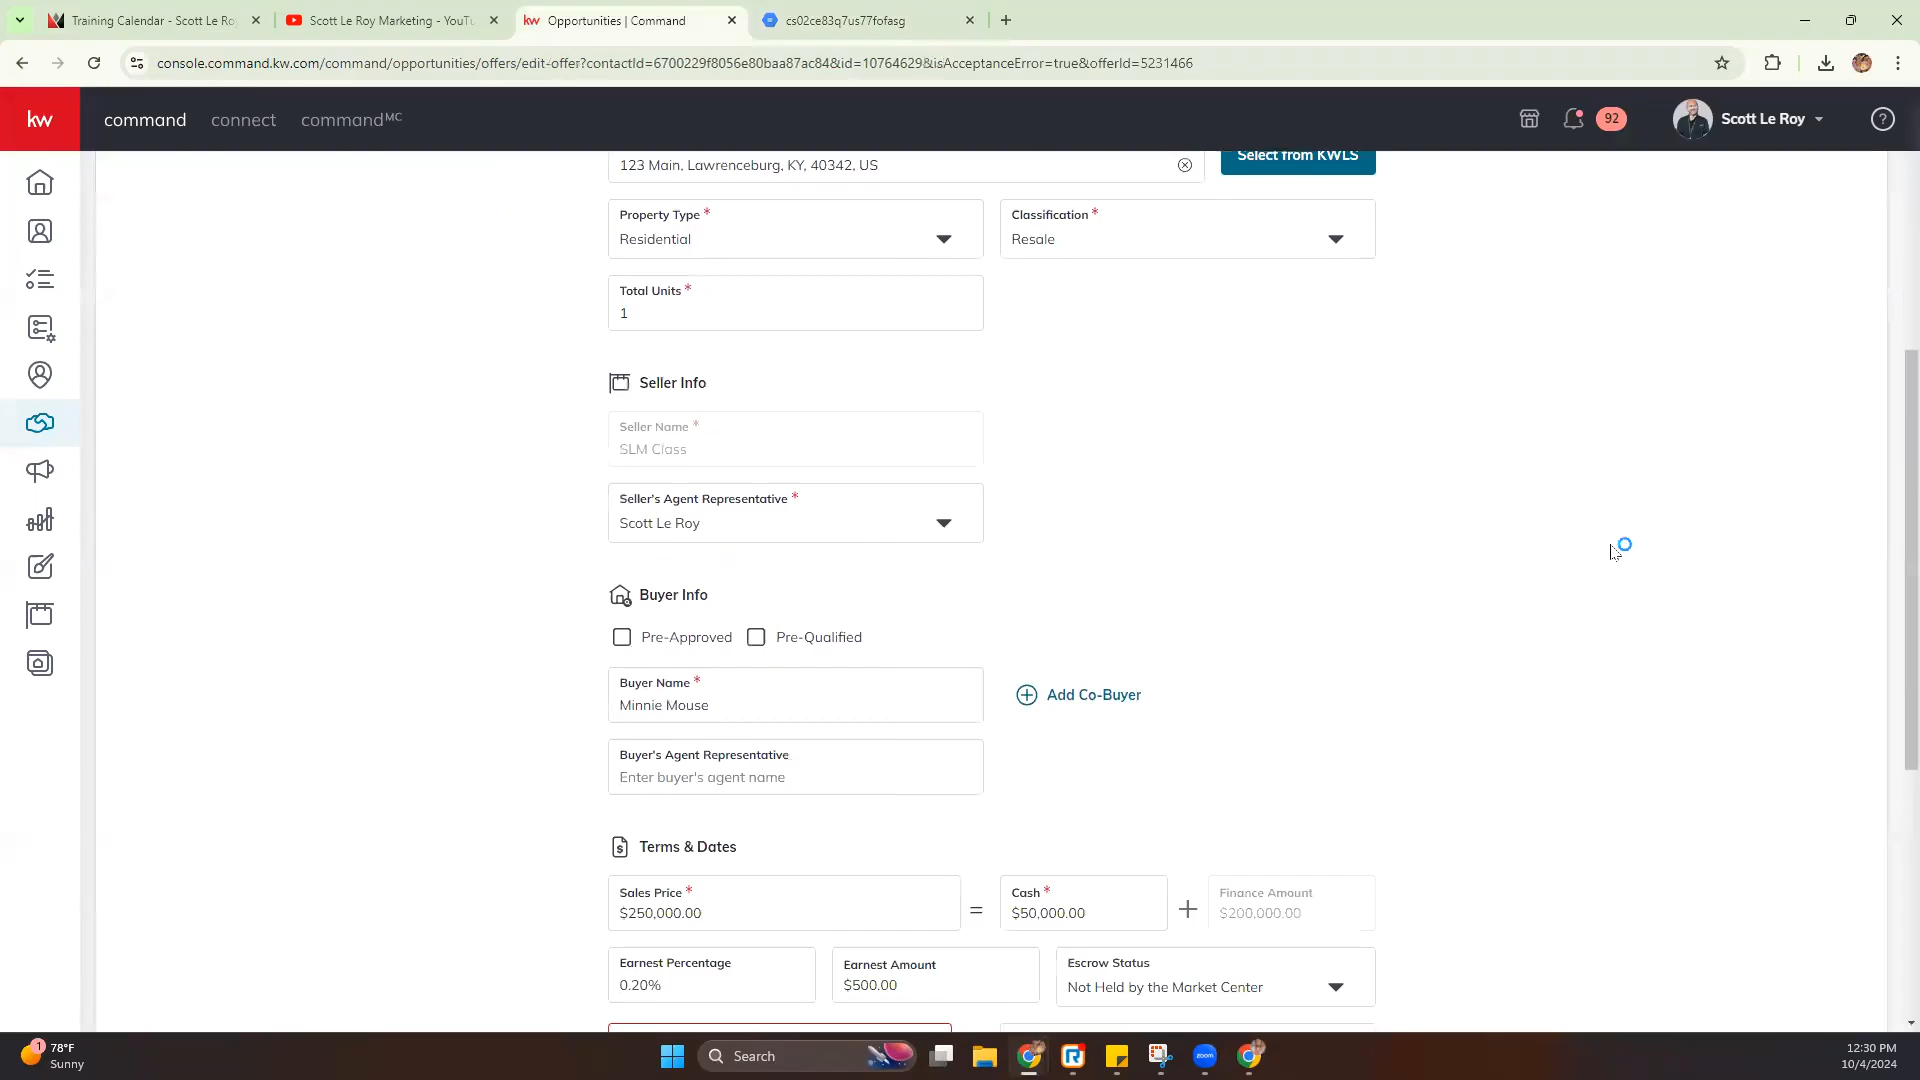 Training Calendar - Scott Le Ro
Scott Le Roy Marketing - YouTu
kw Opportunities | Command
cs02ce83q7us77fofasg
console.command.kw.com/command/opportunities/offers/edit-offer?contactId=6700229f8056e80baa87ac84&id=10764629&isAcceptanceError=true&offerId=5231466
kw command connect commandMC 92 Scott Le Roy
123 Main, Lawrenceburg, KY, 40342, US
Select from KWLS
Property Type *
Residential
Classification *
Resale
Total Units *
1
Seller Info
Seller Name *
SLM Class
Seller's Agent Representative *
Scott Le Roy
Buyer Info
Pre-Approved Pre-Qualified
Buyer Name *
Minnie Mouse
Add Co-Buyer
Buyer's Agent Representative
Enter buyer's agent name
Terms & Dates
Sales Price *
$250,000.00
=
Cash *
$50,000.00
+
Finance Amount
$200,000.00
Earnest Percentage
0.20%
Earnest Amount
$500.00
Escrow Status
Not Held by the Market Center
1
78°F
Sunny
Search
zoom
12:30 PM
10/4/2024